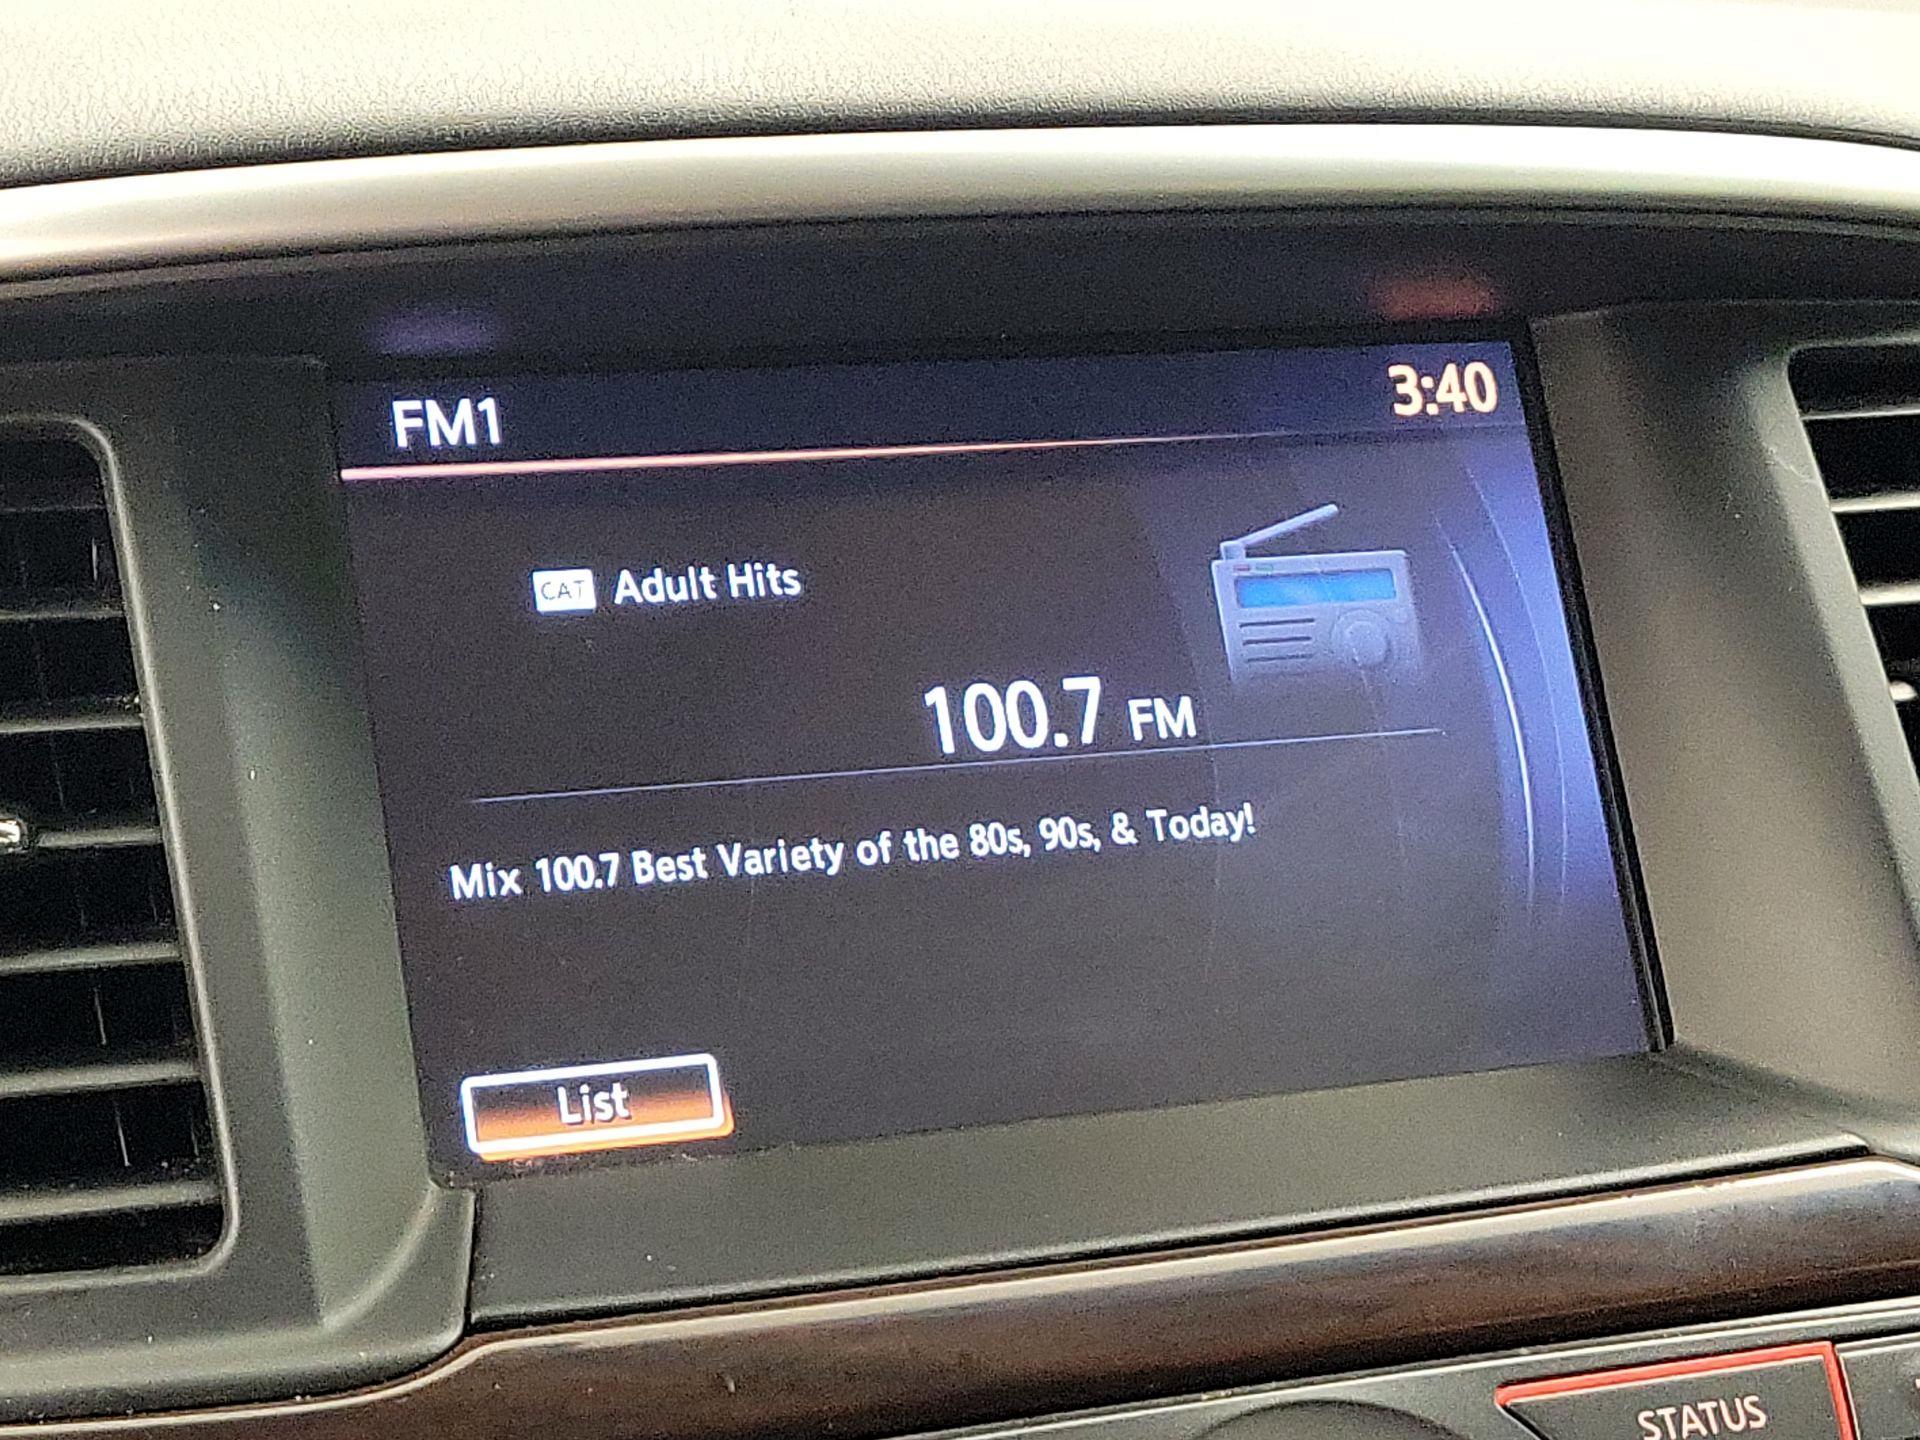 FM1
3:40
CAT Adult Hits
100.7 FM
Mix 100.7 Best Variety of the 80s, 90s, & Today!
List
STATUS